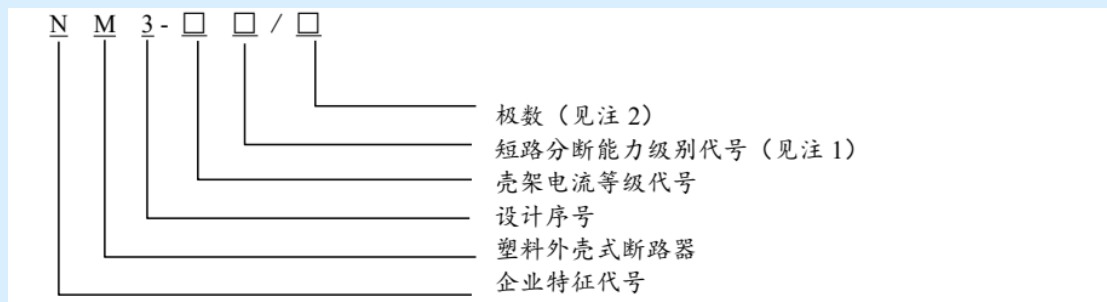 N M 3 - □ □ / □
极数（见注 2）
短路分断能力级别代号（见注 1）
壳架电流等级代号
设计序号
塑料外壳式断路器
企业特征代号